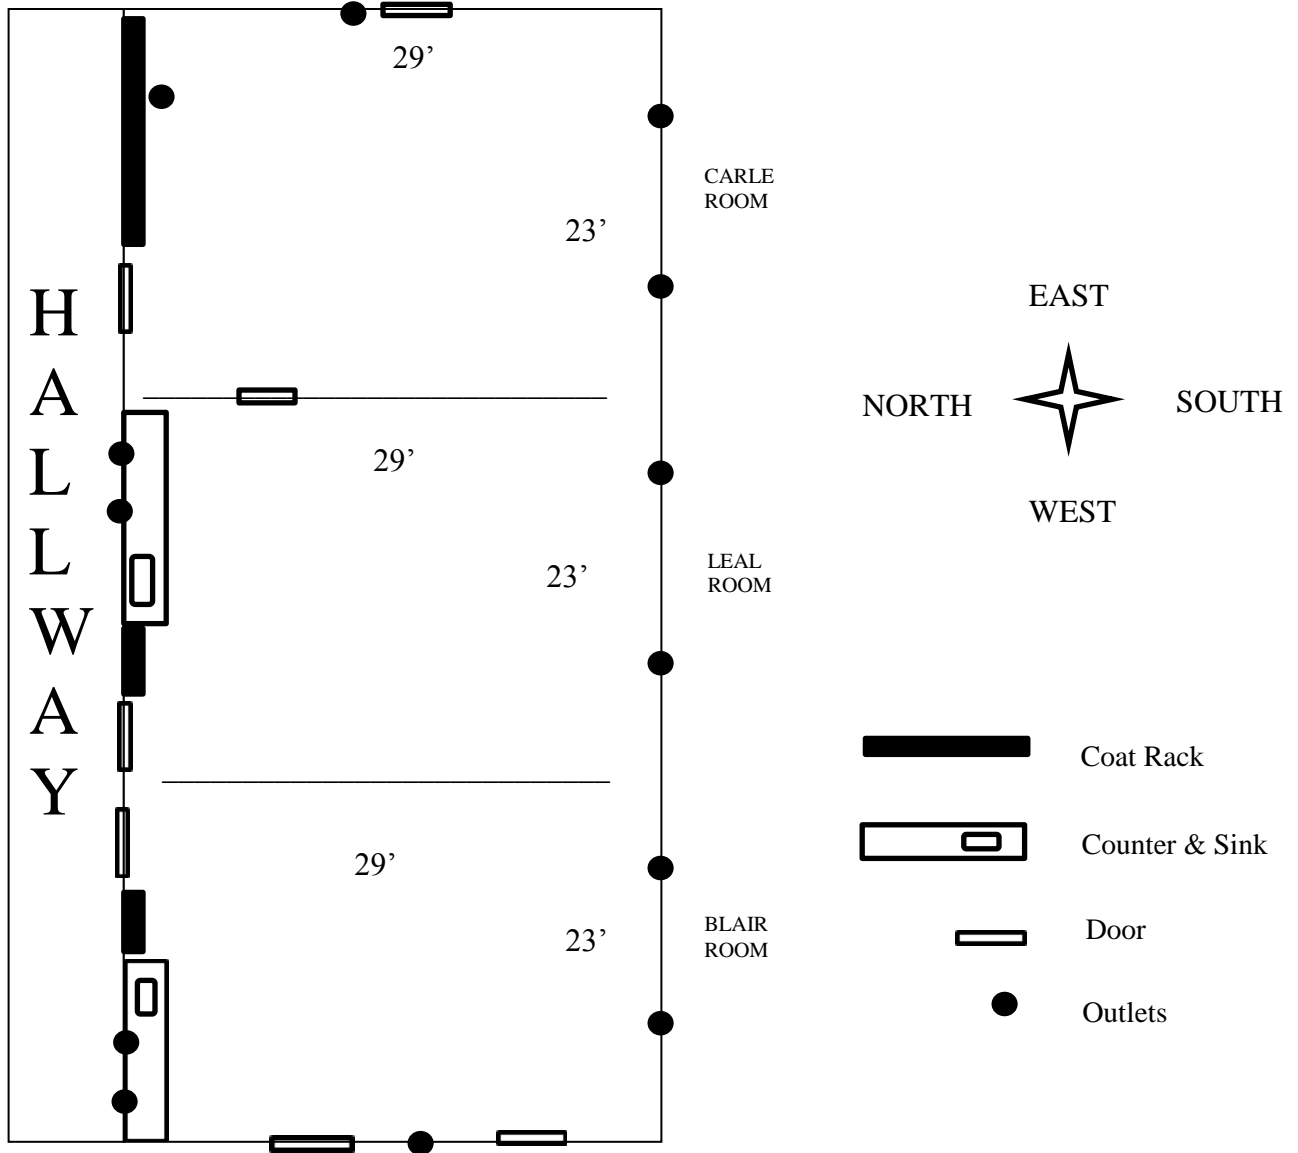 29’
CARLE
ROOM
23’
HALLWAY
29’
23’
LEAL
ROOM
29’
23’
BLAIR
ROOM
EAST
NORTH
SOUTH
WEST
Coat Rack
Counter & Sink
Door
Outlets